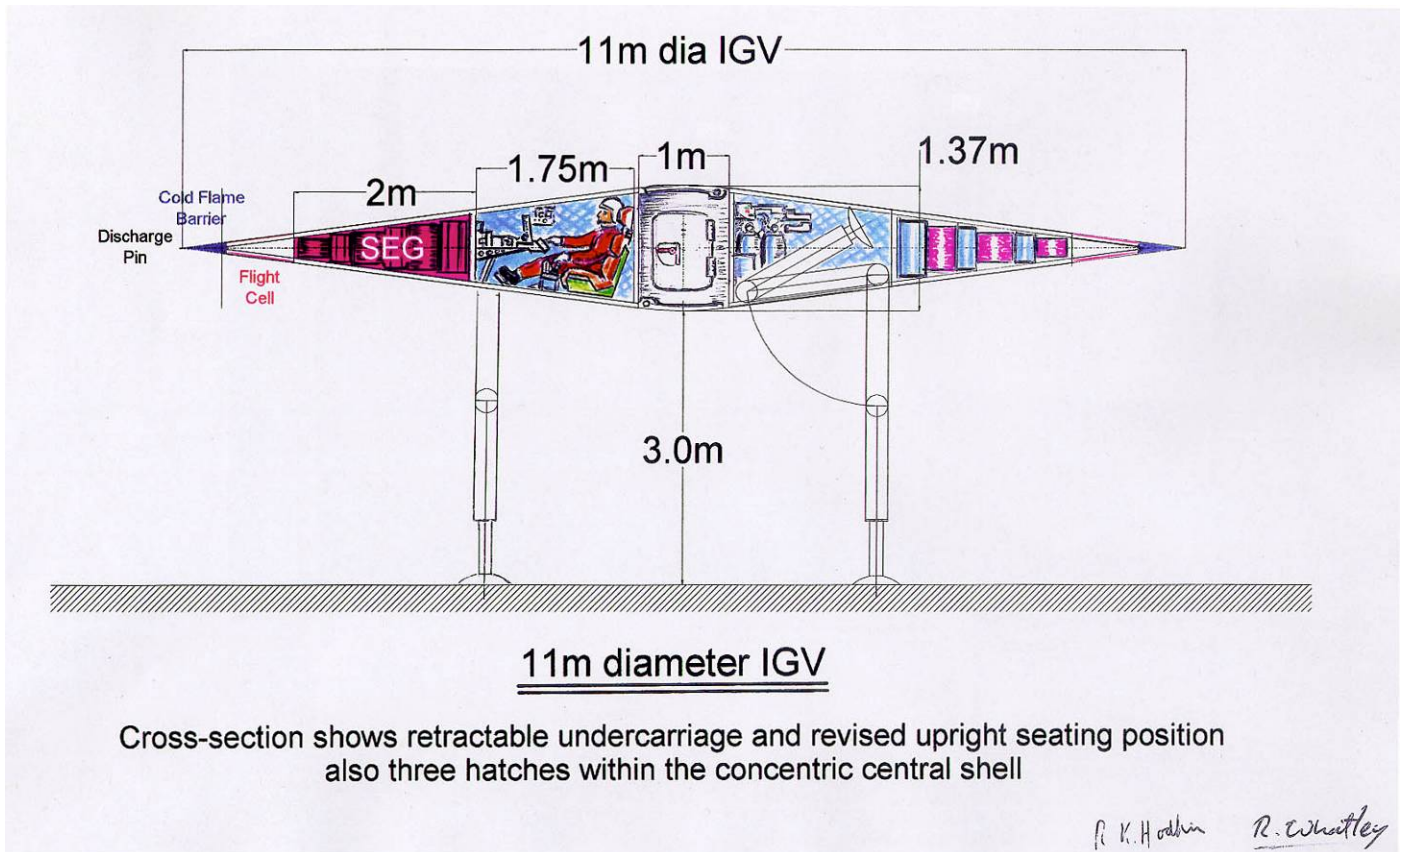 11m dia IGV
1m
1.37m
1.75m
2m
Cold Flame
Barrier
Discharge
Pin
SEG
Flight
Cell
3.0m
11m diameter IGV
Cross-section shows retractable undercarriage and revised upright seating position
also three hatches within the concentric central shell
R. Whatley